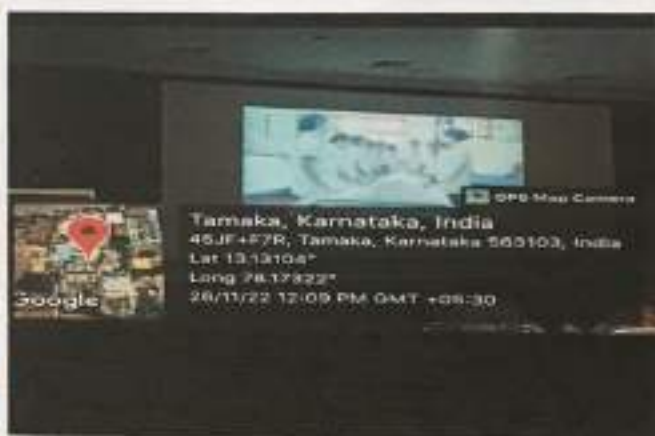 GPS Map Camera
Tamaka, Karnataka, India
45JF+F7R, Tamaka, Karnataka 563103, India
Lat 13.13104°
Long 78.17322°
26/11/22 12:09 PM GMT +05:30
Google